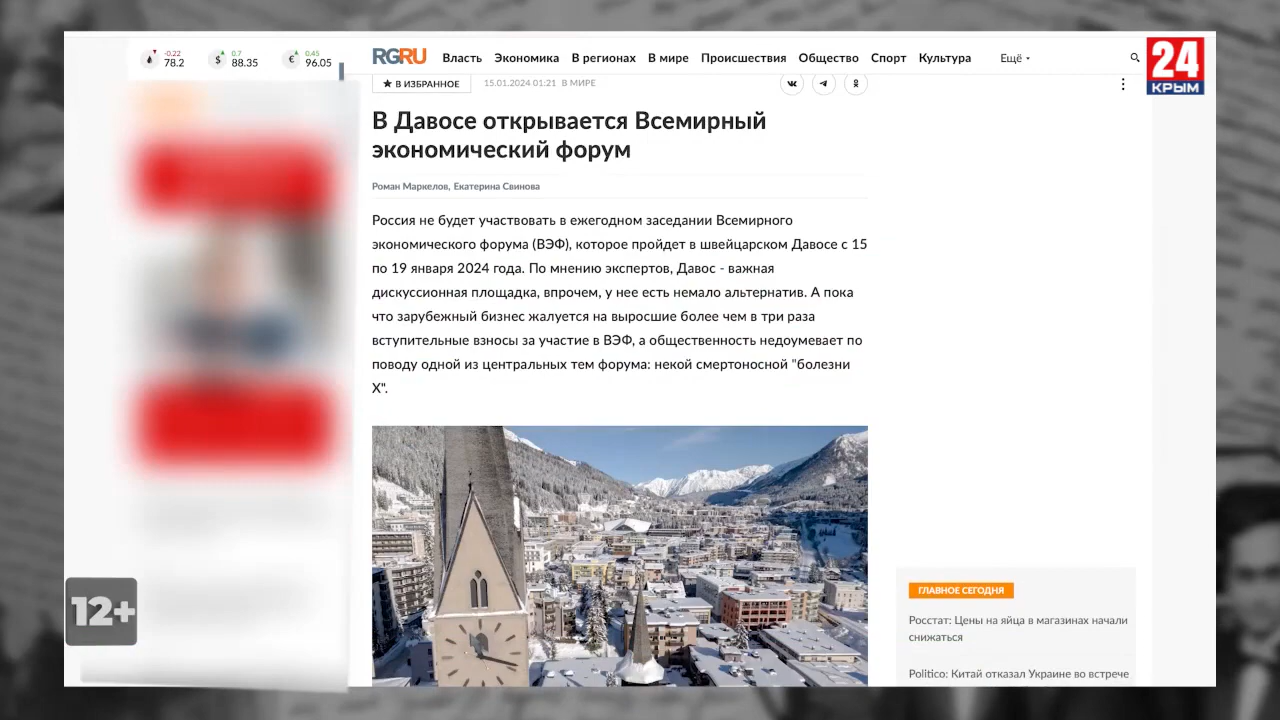 -0.22
78.2
$
0.7
88.35
€
0.45
96.05
RGRU
Власть
Экономика
В регионах
В мире
Происшествия
Общество
Спорт
Культура
Ещё
24
КРЫМ
В ИЗБРАННОЕ
15.01.2024 01:21
В МИРЕ
В Давосе открывается Всемирный
экономический форум
Роман Маркелов, Екатерина Свинова
Россия не будет участвовать в ежегодном заседании Всемирного
экономического форума (ВЭФ), которое пройдет в швейцарском Давосе с 15
по 19 января 2024 года. По мнению экспертов, Давос - важная
дискуссионная площадка, впрочем, у нее есть немало альтернатив. А пока
что зарубежный бизнес жалуется на выросшие более чем в три раза
вступительные взносы за участие в ВЭФ, а общественность недоумевает по
поводу одной из центральных тем форума: некой смертоносной "болезни
X".
12+
ГЛАВНОЕ СЕГОДНЯ
Росстат: Цены на яйца в магазинах начали
снижаться
Politico: Китай отказал Украине во встрече